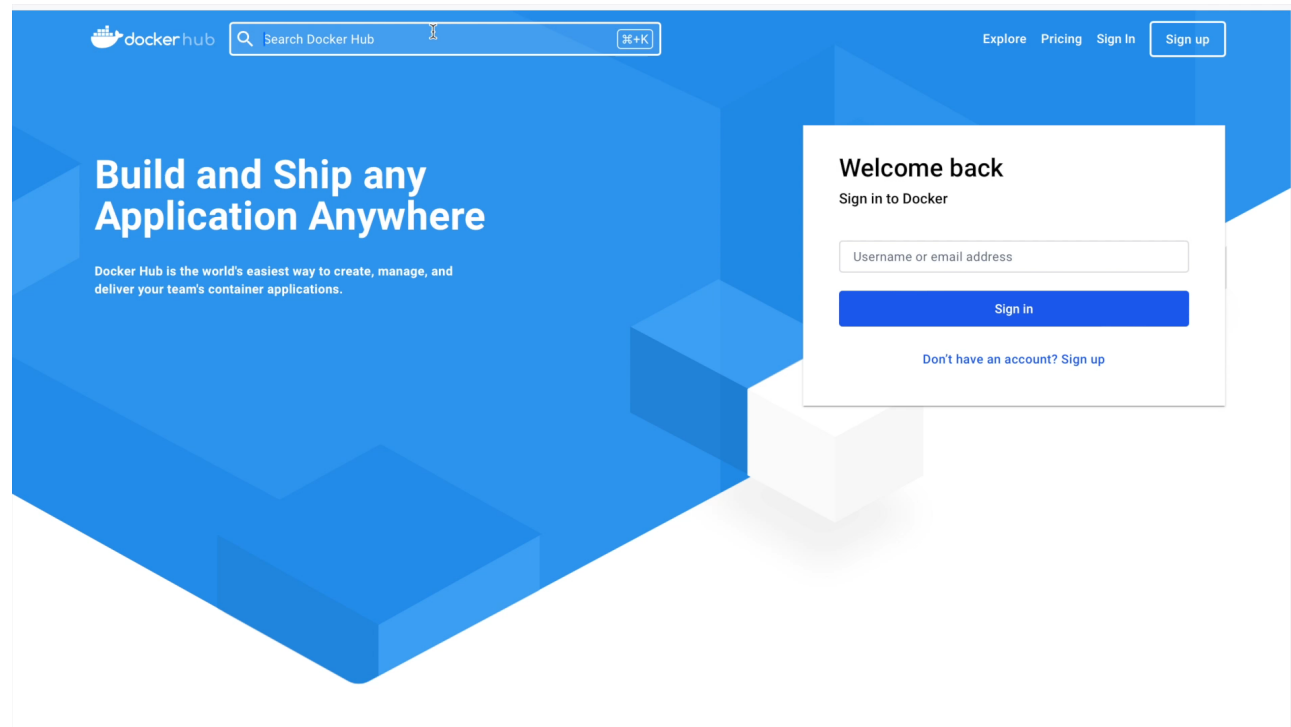 dockerhub
Search Docker Hub
⌘+K
Explore Pricing Sign In Sign up
Build and Ship any
Application Anywhere
Docker Hub is the world's easiest way to create, manage, and
deliver your team's container applications.
Welcome back
Sign in to Docker
Username or email address
Sign in
Don't have an account? Sign up